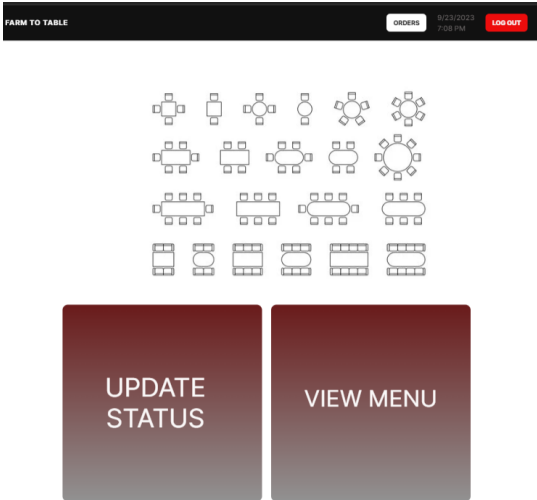 FARM TO TABLE
ORDERS
9/23/2023
7:08 PM
LOG OUT
UPDATE
STATUS
VIEW MENU